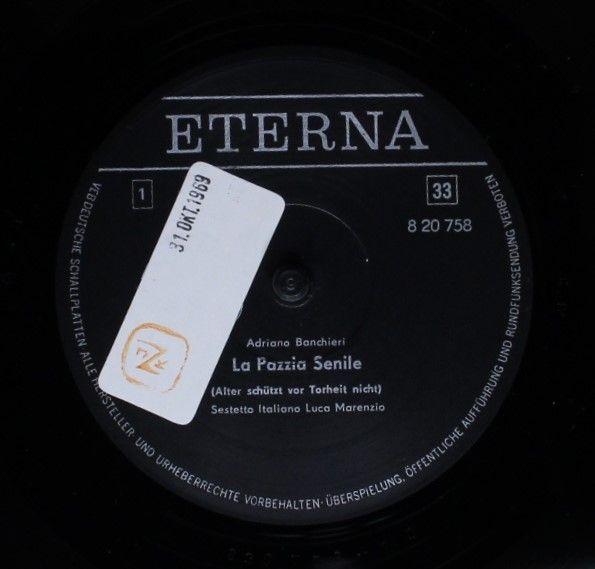 ETERNA
1
33
8 20 758
31. OKT. 1969
Adriano Banchieri
La Pazzia Senile
(Alter schützt vor Torheit nicht)
Sestetto Italiano Luca Marenzio
VEB DEUTSCHE SCHALLPLATTEN ALLE HERSTELLER- UND URHEBERRECHTE VORBEHALTEN · ÜBERSPIELUNG, ÖFFENTLICHE AUFFÜHRUNG UND RUNDFUNKSENDUNG VERBOTEN